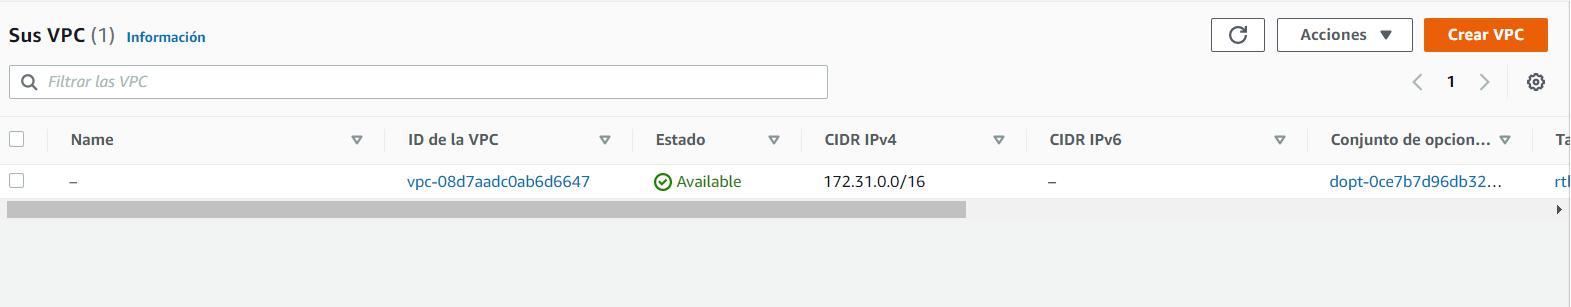 Sus VPC (1) Información
Acciones
Crear VPC
Filtrar las VPC
1
Name ID de la VPC Estado CIDR IPv4 CIDR IPv6 Conjunto de opcion... Ta
– vpc-08d7aadc0ab6d6647 Available 172.31.0.0/16 – dopt-0ce7b7d96db32... rtb